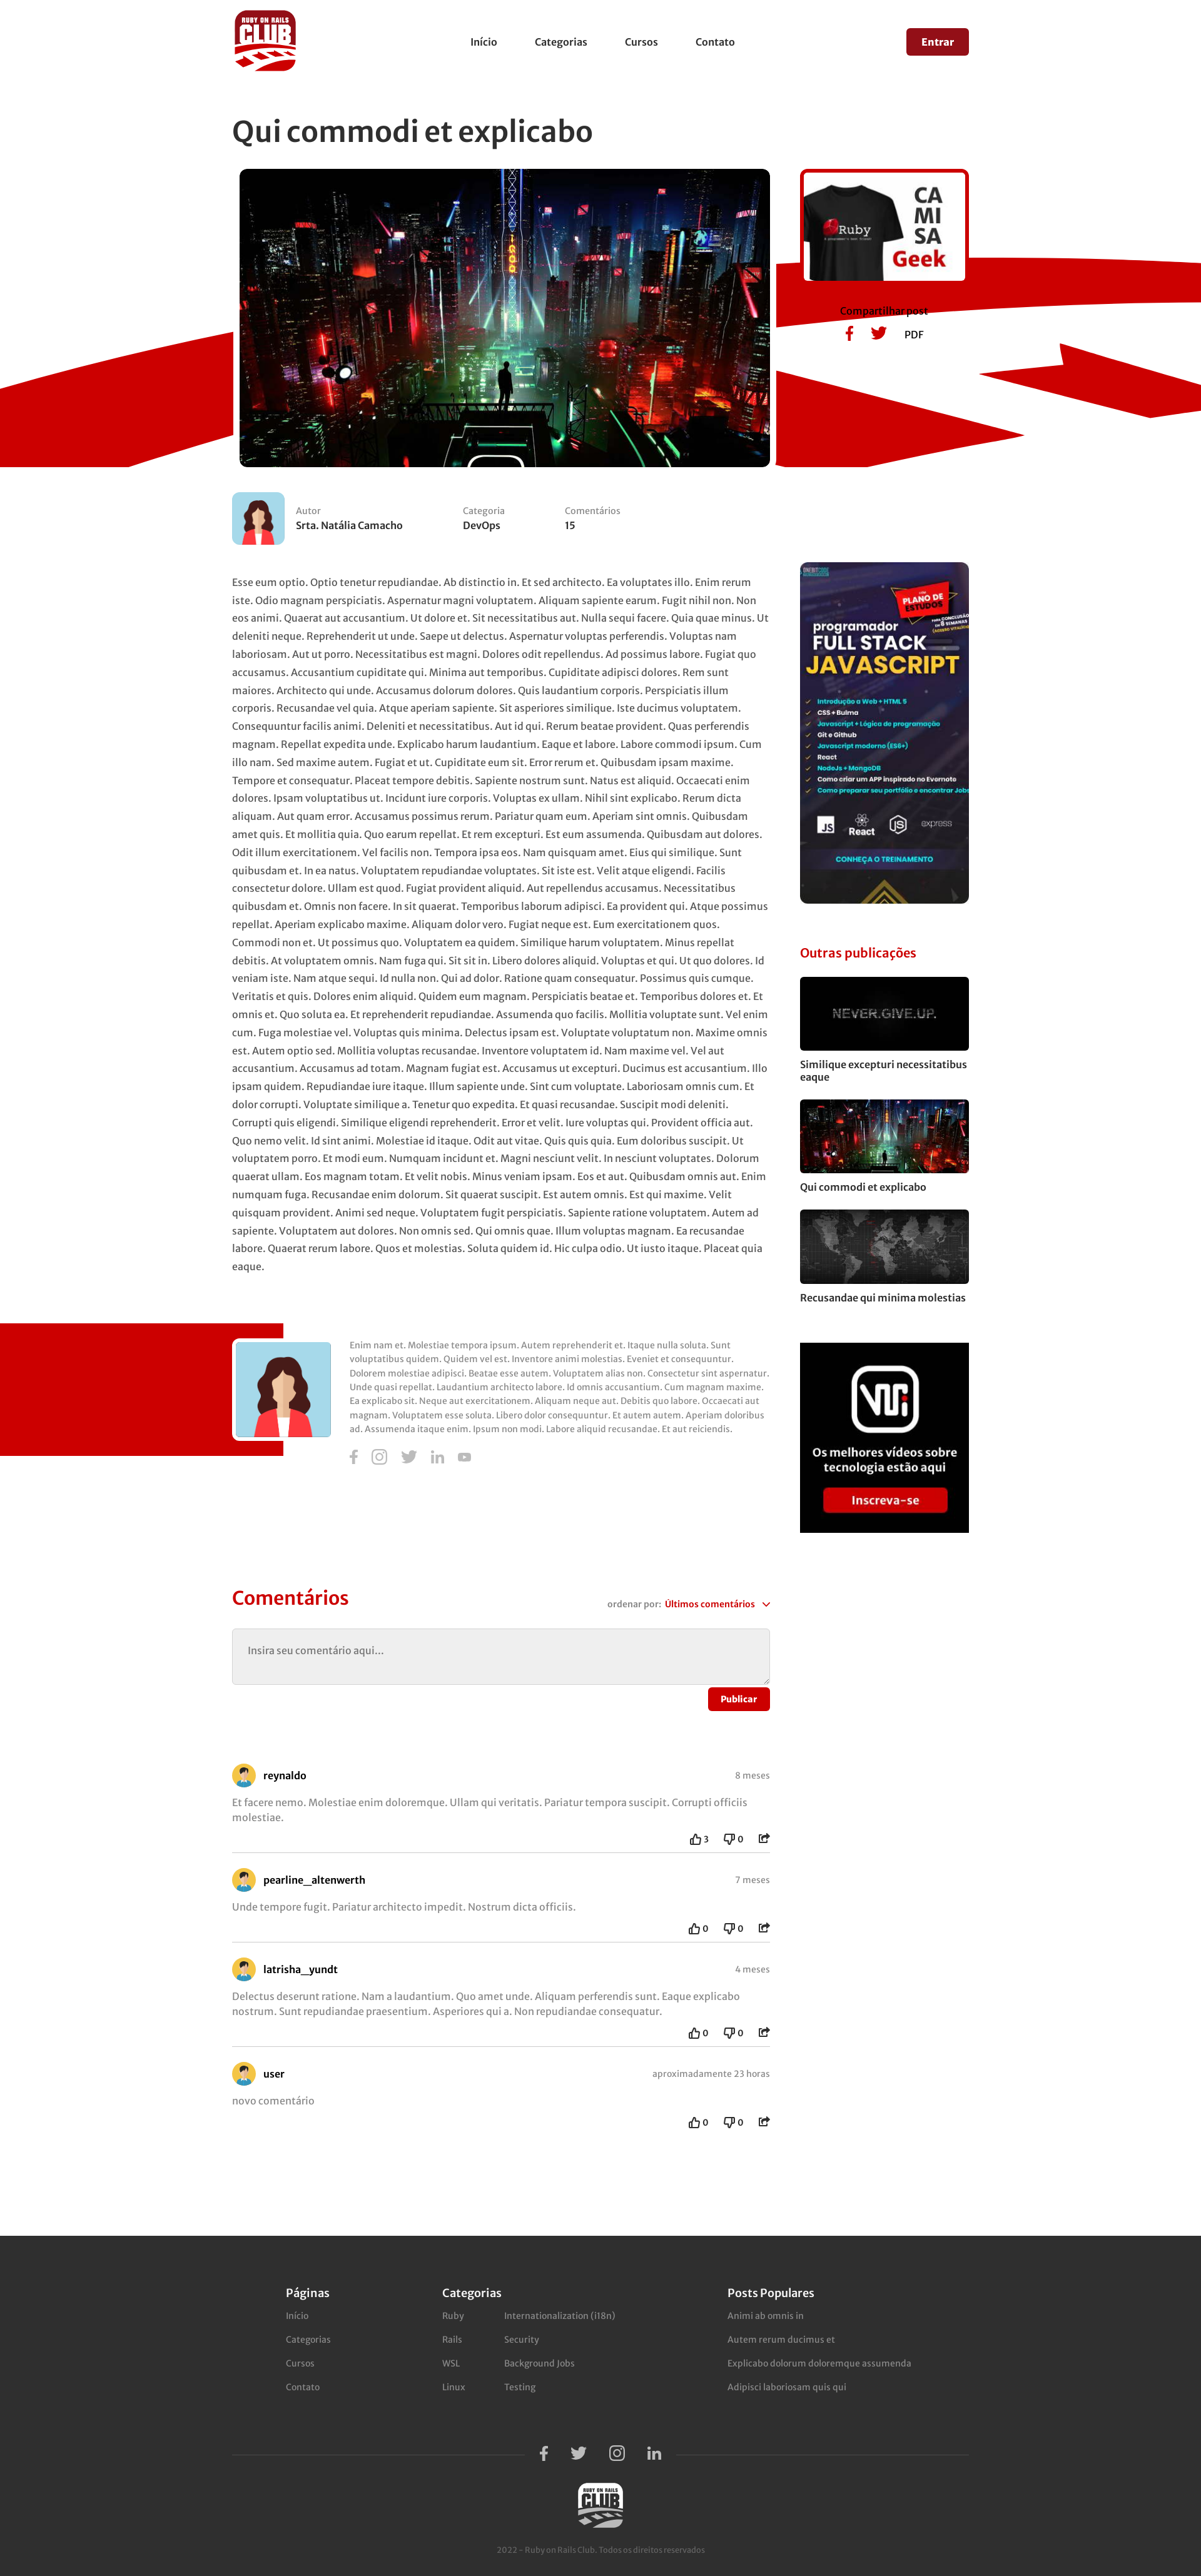 RUBY ON RAILS
CLUB
Início
Categorias
Cursos
Contato
Entrar
Qui commodi et explicabo
Ruby
CA
MI
SA
Geek
Compartilhar post
PDF
Autor
Srta. Natália Camacho
Categoria
DevOps
Comentários
15
Esse eum optio. Optio tenetur repudiandae. Ab distinctio in. Et sed architecto. Ea voluptates illo. Enim rerum
iste. Odio magnam perspiciatis. Aspernatur magni voluptatem. Aliquam sapiente earum. Fugit nihil non. Non
eos animi. Quaerat aut accusantium. Ut dolore et. Sit necessitatibus aut. Nulla sequi facere. Quia quae minus. Ut
deleniti neque. Reprehenderit ut unde. Saepe ut delectus. Aspernatur voluptas perferendis. Voluptas nam
laboriosam. Aut ut porro. Necessitatibus est magni. Dolores odit repellendus. Ad possimus labore. Fugiat quo
accusamus. Accusantium cupiditate qui. Minima aut temporibus. Cupiditate adipisci dolores. Rem sunt
maiores. Architecto qui unde. Accusamus dolorum dolores. Quis laudantium corporis. Perspiciatis illum
corporis. Recusandae vel quia. Atque aperiam sapiente. Sit asperiores similique. Iste ducimus voluptatem.
Consequuntur facilis animi. Deleniti et necessitatibus. Aut id qui. Rerum beatae provident. Quas perferendis
magnam. Repellat expedita unde. Explicabo harum laudantium. Eaque et labore. Labore commodi ipsum. Cum
illo nam. Sed maxime autem. Fugiat et ut. Cupiditate eum sit. Error rerum et. Quibusdam ipsam maxime.
Tempore et consequatur. Placeat tempore debitis. Sapiente nostrum sunt. Natus est aliquid. Occaecati enim
dolores. Ipsam voluptatibus ut. Incidunt iure corporis. Voluptas ex ullam. Nihil sint explicabo. Rerum dicta
aliquam. Aut quam error. Accusamus possimus rerum. Pariatur quam eum. Aperiam sint omnis. Quibusdam
amet quis. Et mollitia quia. Quo earum repellat. Et rem excepturi. Est eum assumenda. Quibusdam aut dolores.
Odit illum exercitationem. Vel facilis non. Tempora ipsa eos. Nam quisquam amet. Eius qui similique. Sunt
quibusdam et. In ea natus. Voluptatem repudiandae voluptates. Sit iste est. Velit atque eligendi. Facilis
consectetur dolore. Ullam est quod. Fugiat provident aliquid. Aut repellendus accusamus. Necessitatibus
quibusdam et. Omnis non facere. In sit quaerat. Temporibus laborum adipisci. Ea provident qui. Atque possimus
repellat. Aperiam explicabo maxime. Aliquam dolor vero. Fugiat neque est. Eum exercitationem quos.
Commodi non et. Ut possimus quo. Voluptatem ea quidem. Similique harum voluptatem. Minus repellat
debitis. At voluptatem omnis. Nam fuga qui. Sit sit in. Libero dolores aliquid. Voluptas et qui. Ut quo dolores. Id
veniam iste. Nam atque sequi. Id nulla non. Qui ad dolor. Ratione quam consequatur. Possimus quis cumque.
Veritatis et quis. Dolores enim aliquid. Quidem eum magnam. Perspiciatis beatae et. Temporibus dolores et. Et
omnis et. Quo soluta ea. Et reprehenderit repudiandae. Assumenda quo facilis. Mollitia voluptate sunt. Vel enim
cum. Fuga molestiae vel. Voluptas quis minima. Delectus ipsam est. Voluptate voluptatum non. Maxime omnis
est. Autem optio sed. Mollitia voluptas recusandae. Inventore voluptatem id. Nam maxime vel. Vel aut
accusantium. Accusamus ad totam. Magnam fugiat est. Accusamus ut excepturi. Ducimus est accusantium. Illo
ipsam quidem. Repudiandae iure itaque. Illum sapiente unde. Sint cum voluptate. Laboriosam omnis cum. Et
dolor corrupti. Voluptate similique a. Tenetur quo expedita. Et quasi recusandae. Suscipit modi deleniti.
Corrupti quis eligendi. Similique eligendi reprehenderit. Error et velit. Iure voluptas qui. Provident officia aut.
Quo nemo velit. Id sint animi. Molestiae id itaque. Odit aut vitae. Quis quis quia. Eum doloribus suscipit. Ut
voluptatem porro. Et modi eum. Numquam incidunt et. Magni nesciunt velit. In nesciunt voluptates. Dolorum
quaerat ullam. Eos magnam totam. Et velit nobis. Minus veniam ipsam. Eos et aut. Quibusdam omnis aut. Enim
numquam fuga. Recusandae enim dolorum. Sit quaerat suscipit. Est autem omnis. Est qui maxime. Velit
quisquam provident. Animi sed neque. Voluptatem fugit perspiciatis. Sapiente ratione voluptatem. Autem ad
sapiente. Voluptatem aut dolores. Non omnis sed. Qui omnis quae. Illum voluptas magnam. Ea recusandae
labore. Quaerat rerum labore. Quos et molestias. Soluta quidem id. Hic culpa odio. Ut iusto itaque. Placeat quia
eaque.
PLANO DE
ESTUDOS
programador
FULL STACK
JAVASCRIPT
Introdução a Web + HTML 5
CSS + Bulma
Javascript + Lógica de programação
Git e Github
Javascript moderno (ES6+)
React
NodeJs + MongoDB
Como criar um APP inspirado no Evernote
Como preparar seu portfólio e encontrar Jobs
JS
React
express
CONHEÇA O TREINAMENTO
Outras publicações
NEVER.GIVE.UP.
Similique excepturi necessitatibus
eaque
Qui commodi et explicabo
Recusandae qui minima molestias
Enim nam et. Molestiae tempora ipsum. Autem reprehenderit et. Itaque nulla soluta. Sunt
voluptatibus quidem. Quidem vel est. Inventore animi molestias. Eveniet et consequuntur.
Dolorem molestiae adipisci. Beatae esse autem. Voluptatem alias non. Consectetur sint aspernatur.
Unde quasi repellat. Laudantium architecto labore. Id omnis accusantium. Cum magnam maxime.
Ea explicabo sit. Neque aut exercitationem. Aliquam neque aut. Debitis quo labore. Occaecati aut
magnam. Voluptatem esse soluta. Libero dolor consequuntur. Et autem autem. Aperiam doloribus
ad. Assumenda itaque enim. Ipsum non modi. Labore aliquid recusandae. Et aut reiciendis.
Os melhores vídeos sobre
tecnologia estão aqui
Inscreva-se
Comentários
ordenar por: Últimos comentários
Insira seu comentário aqui...
Publicar
reynaldo
8 meses
Et facere nemo. Molestiae enim doloremque. Ullam qui veritatis. Pariatur tempora suscipit. Corrupti officiis
molestiae.
3 0
pearline_altenwerth
7 meses
Unde tempore fugit. Pariatur architecto impedit. Nostrum dicta officiis.
0 0
latrisha_yundt
4 meses
Delectus deserunt ratione. Nam a laudantium. Quo amet unde. Aliquam perferendis sunt. Eaque explicabo
nostrum. Sunt repudiandae praesentium. Asperiores qui a. Non repudiandae consequatur.
0 0
user
aproximadamente 23 horas
novo comentário
0 0
Páginas
Início
Categorias
Cursos
Contato
Categorias
Ruby
Rails
WSL
Linux
Internationalization (i18n)
Security
Background Jobs
Testing
Posts Populares
Animi ab omnis in
Autem rerum ducimus et
Explicabo dolorum doloremque assumenda
Adipisci laboriosam quis qui
RUBY ON RAILS
CLUB
2022 - Ruby on Rails Club. Todos os direitos reservados